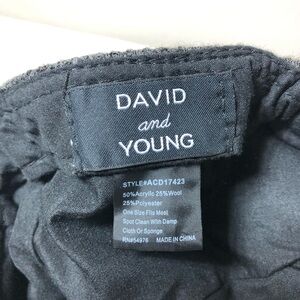 DAVID
and
YOUNG
STYLE#ACD17423
50%Acrylic 25%Wool
25%Polyester
One Size Fits Most
Spot Clean With Damp
Cloth Or Sponge
RN#54976 MADE IN CHINA